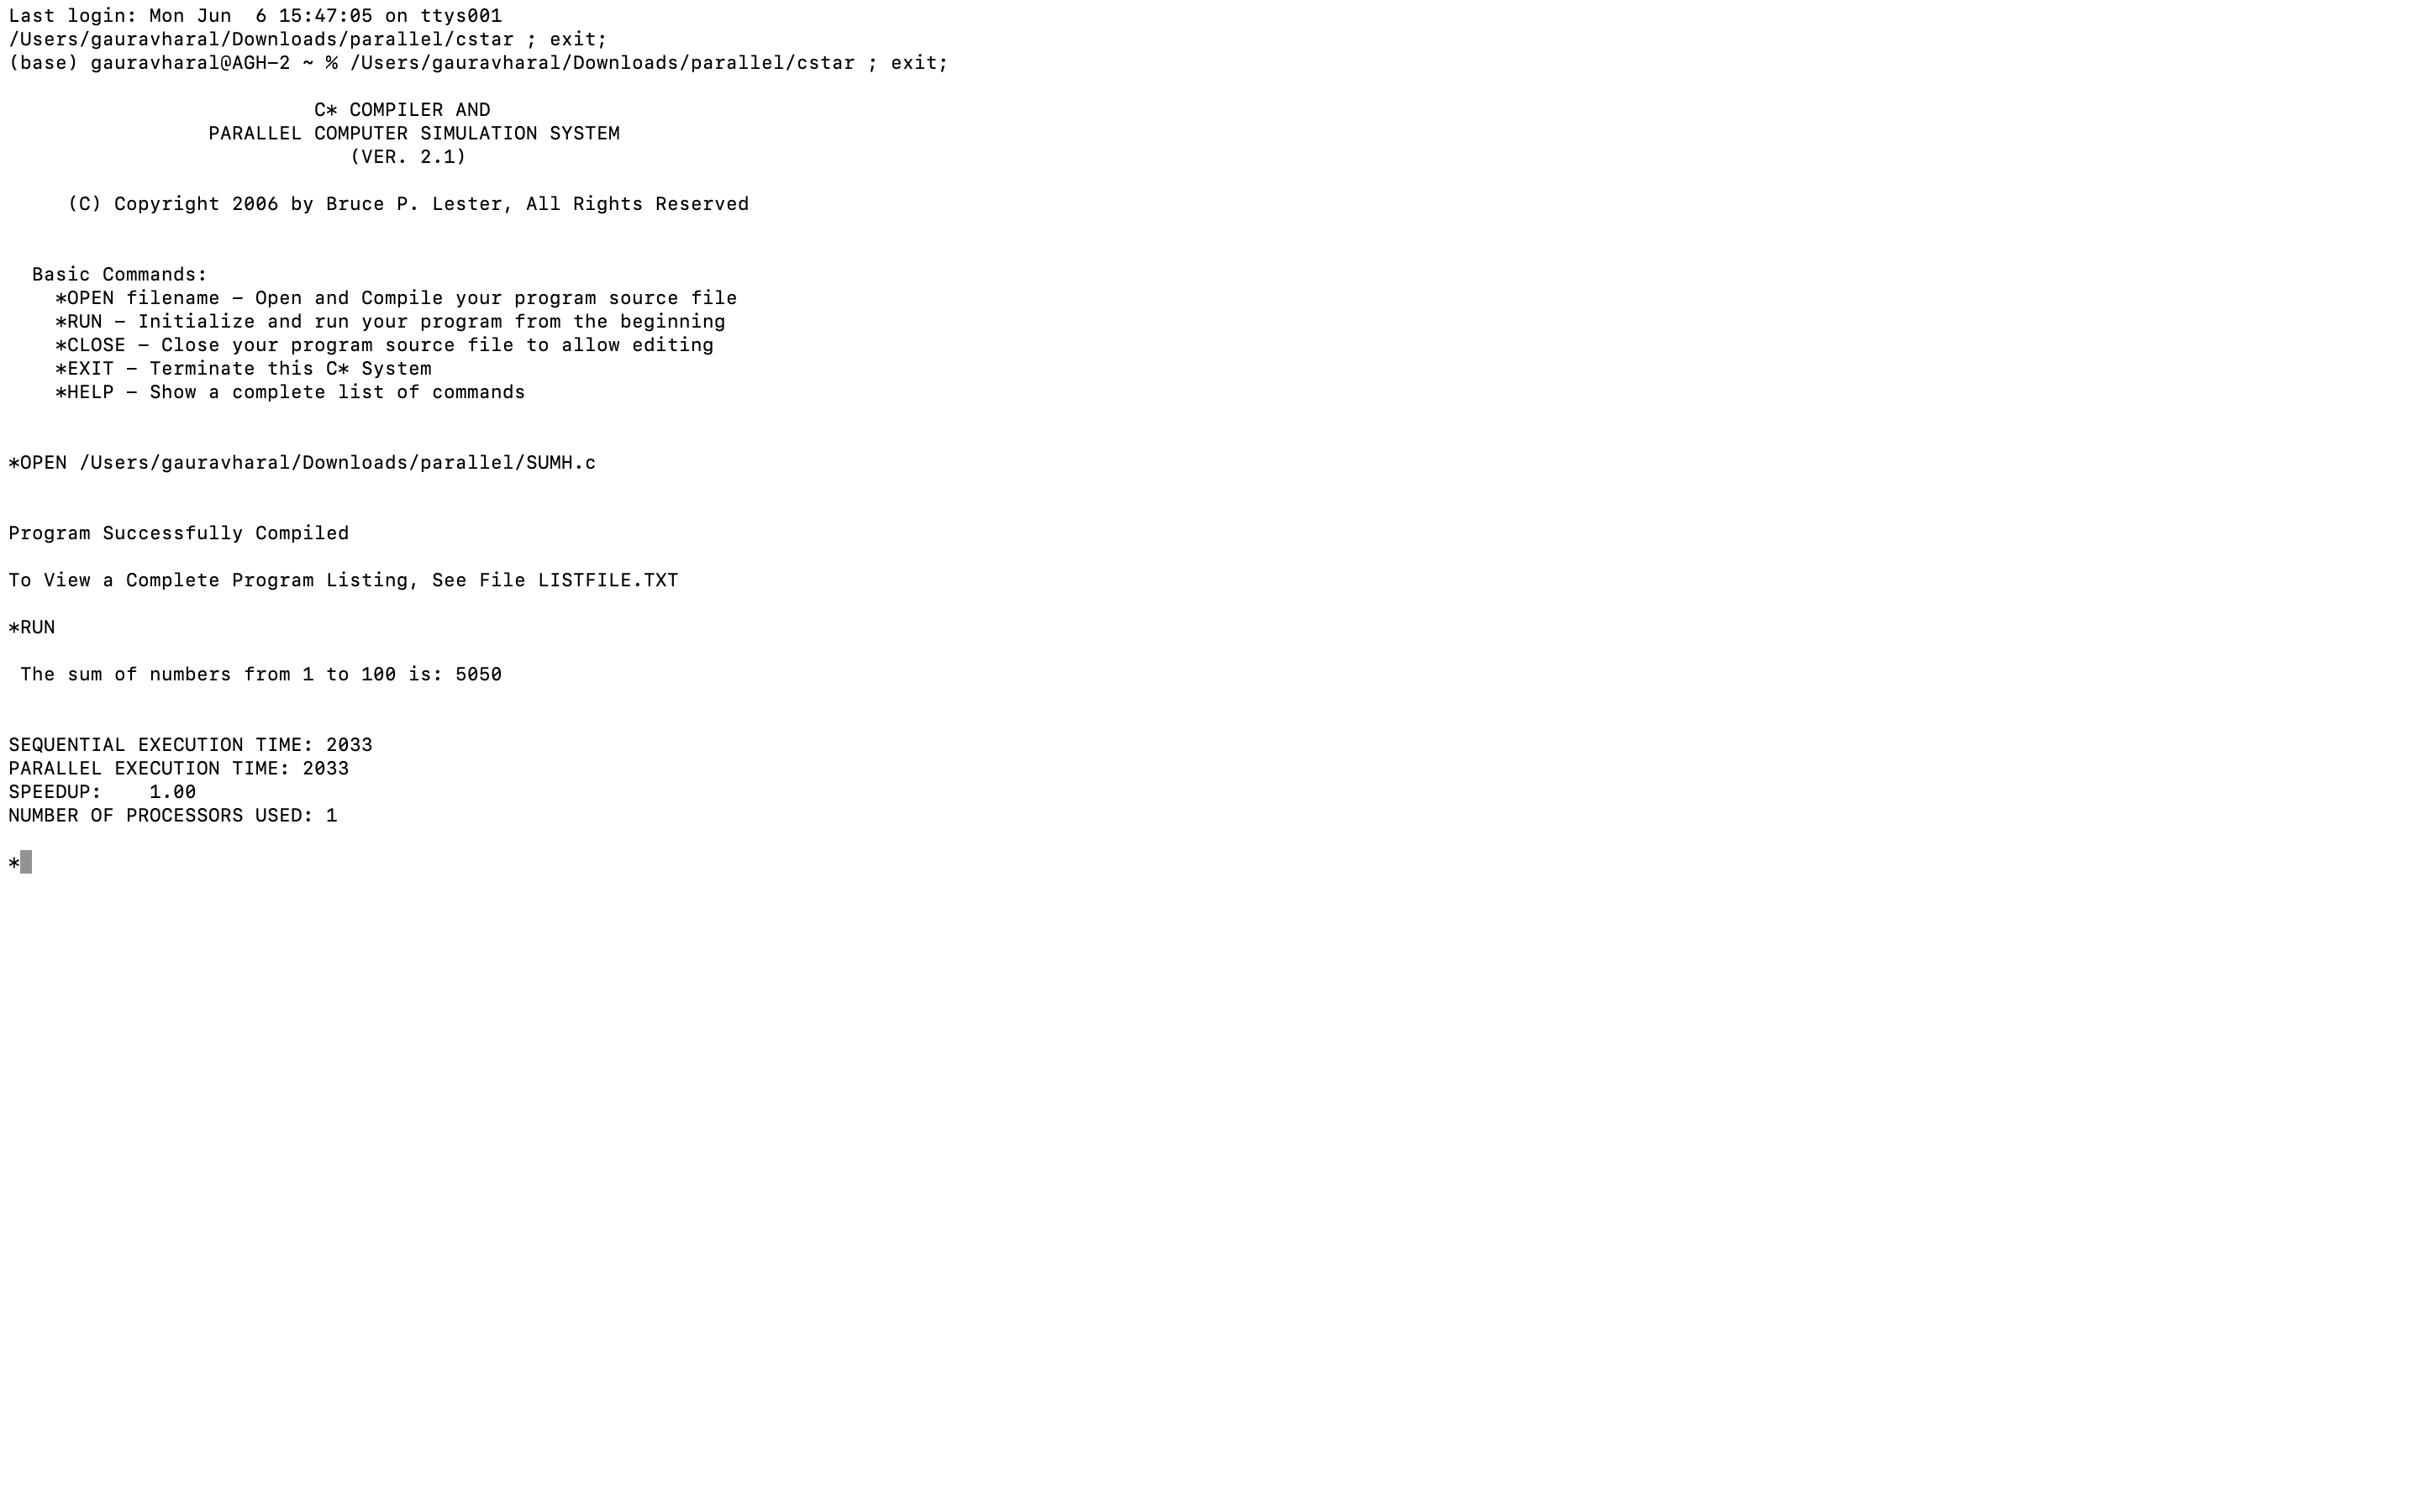 Last login: Mon Jun  6 15:47:05 on ttys001
/Users/gauravharal/Downloads/parallel/cstar ; exit;
(base) gauravharal@AGH-2 ~ % /Users/gauravharal/Downloads/parallel/cstar ; exit;
C* COMPILER AND
PARALLEL COMPUTER SIMULATION SYSTEM
(VER. 2.1)
(C) Copyright 2006 by Bruce P. Lester, All Rights Reserved
Basic Commands:
*OPEN filename – Open and Compile your program source file
*RUN – Initialize and run your program from the beginning
*CLOSE – Close your program source file to allow editing
*EXIT – Terminate this C* System
*HELP – Show a complete list of commands
*OPEN /Users/gauravharal/Downloads/parallel/SUMH.c
Program Successfully Compiled
To View a Complete Program Listing, See File LISTFILE.TXT
*RUN
The sum of numbers from 1 to 100 is: 5050
SEQUENTIAL EXECUTION TIME: 2033
PARALLEL EXECUTION TIME: 2033
SPEEDUP:    1.00
NUMBER OF PROCESSORS USED: 1
*